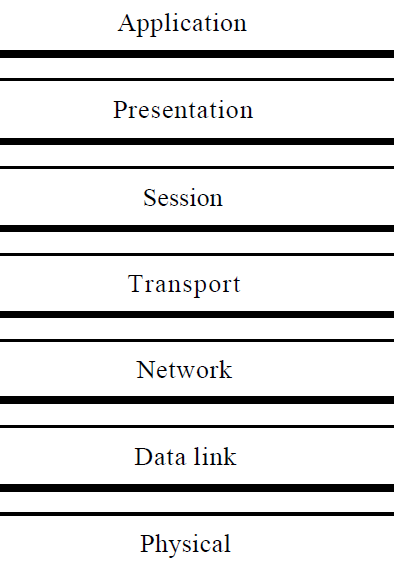 Application
Presentation
Session
Transport
Network
Data link
Physical